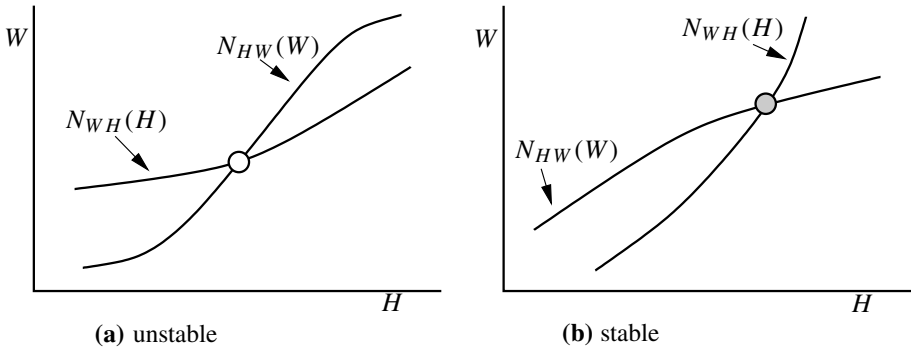 W
N_{HW}(W)
N_{WH}(H)
H
(a) unstable
W
N_{WH}(H)
N_{HW}(W)
H
(b) stable